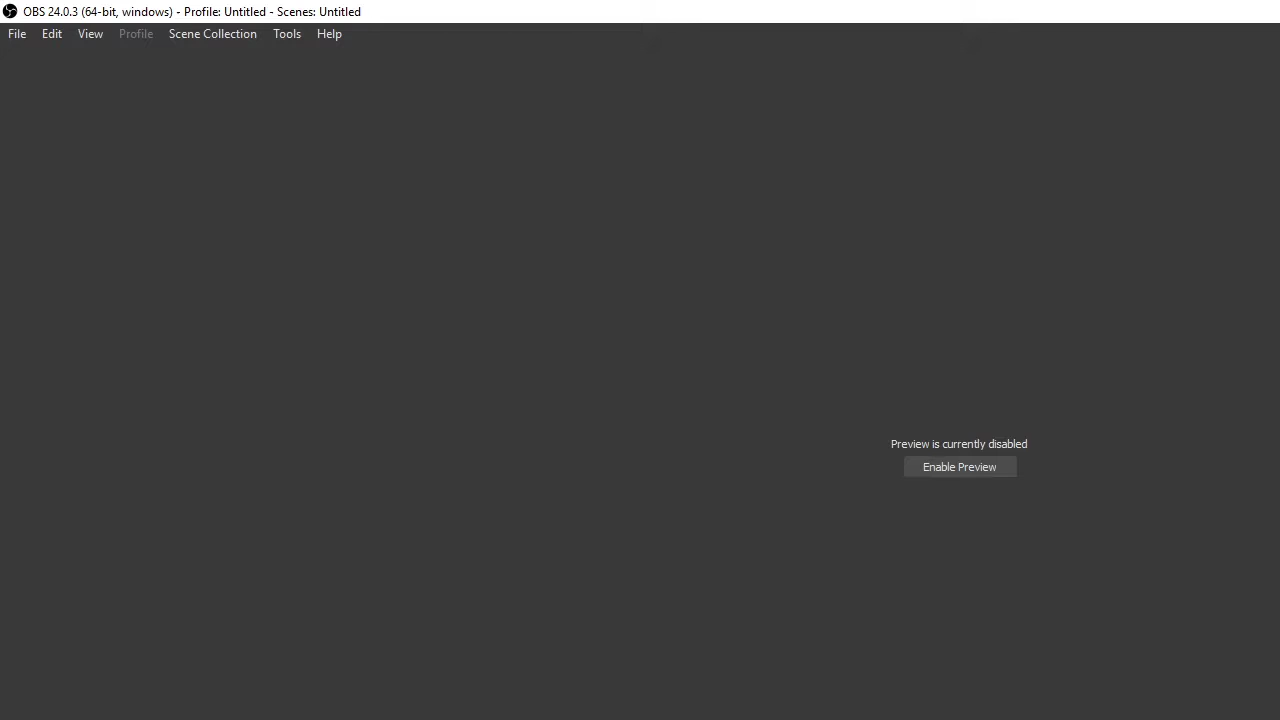 OBS 24.0.3 (64-bit, windows) - Profile: Untitled - Scenes: Untitled
File Edit View Profile Scene Collection Tools Help
Preview is currently disabled
Enable Preview